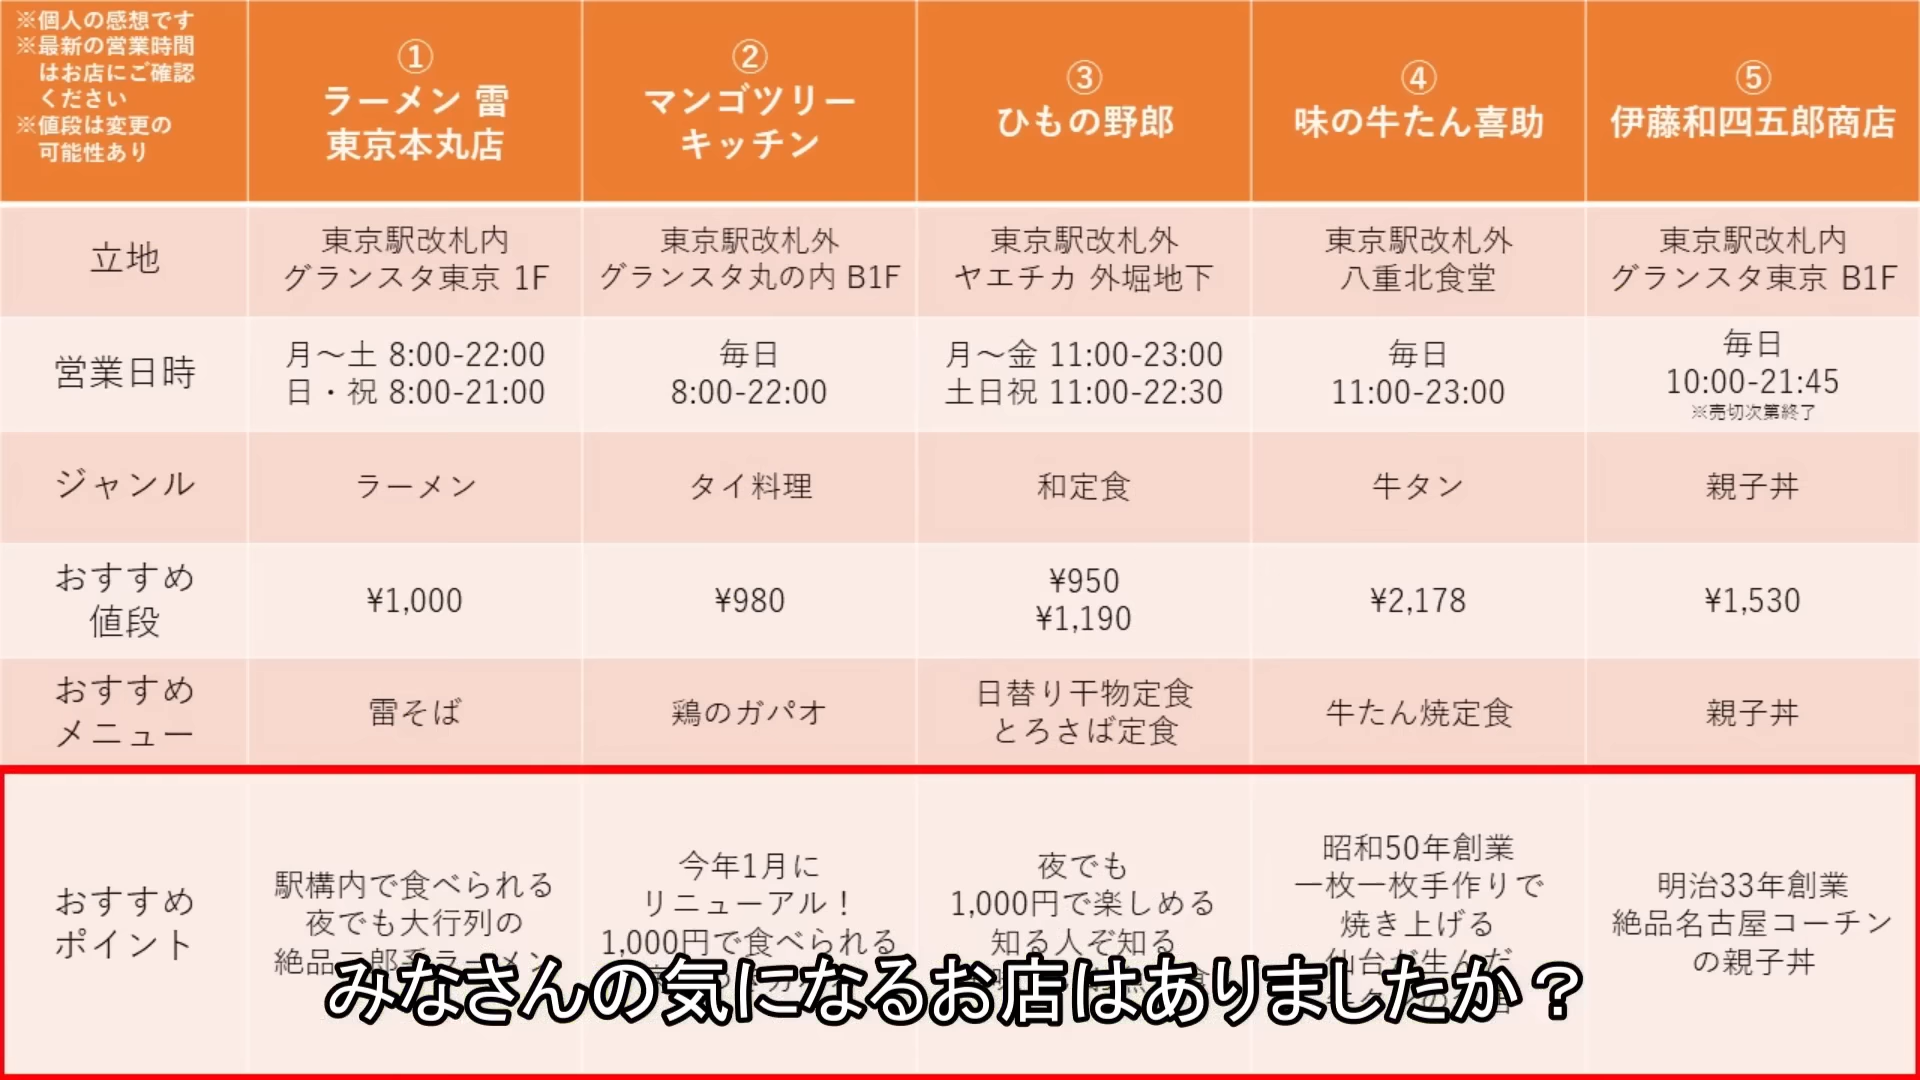 ※個人の感想です
※最新の営業時間
はお店にご確認
ください
※値段は変更の
可能性あり
①
ラーメン 雷
東京本丸店
②
マンゴツリー
キッチン
③
ひもの野郎
④
味の牛たん喜助
⑤
伊藤和四五郎商店
立地
東京駅改札内
グランスタ東京 1F
東京駅改札外
グランスタ丸の内 B1F
東京駅改札外
ヤエチカ 外堀地下
東京駅改札外
八重北食堂
東京駅改札内
グランスタ東京 B1F
営業日時
月～土 8:00-22:00
日・祝 8:00-21:00
毎日
8:00-22:00
月～金 11:00-23:00
土日祝 11:00-22:30
毎日
11:00-23:00
毎日
10:00-21:45
※売切次第終了
ジャンル
ラーメン
タイ料理
和定食
牛タン
親子丼
おすすめ
値段
¥1,000
¥980
¥950
¥1,190
¥2,178
¥1,530
おすすめ
メニュー
雷そば
鶏のガパオ
日替り干物定食
とろさば定食
牛たん焼定食
親子丼
おすすめ
ポイント
駅構内で食べられる
夜でも大行列の
絶品二郎系ラーメン
今年1月に
リニューアル！
1,000円で食べられる
夜でも
1,000円で楽しめる
知る人ぞ知る
昭和50年創業
一枚一枚手作りで
焼き上げる
仙台が生んだ
明治33年創業
絶品名古屋コーチン
の親子丼
みなさんの気になるお店はありましたか？